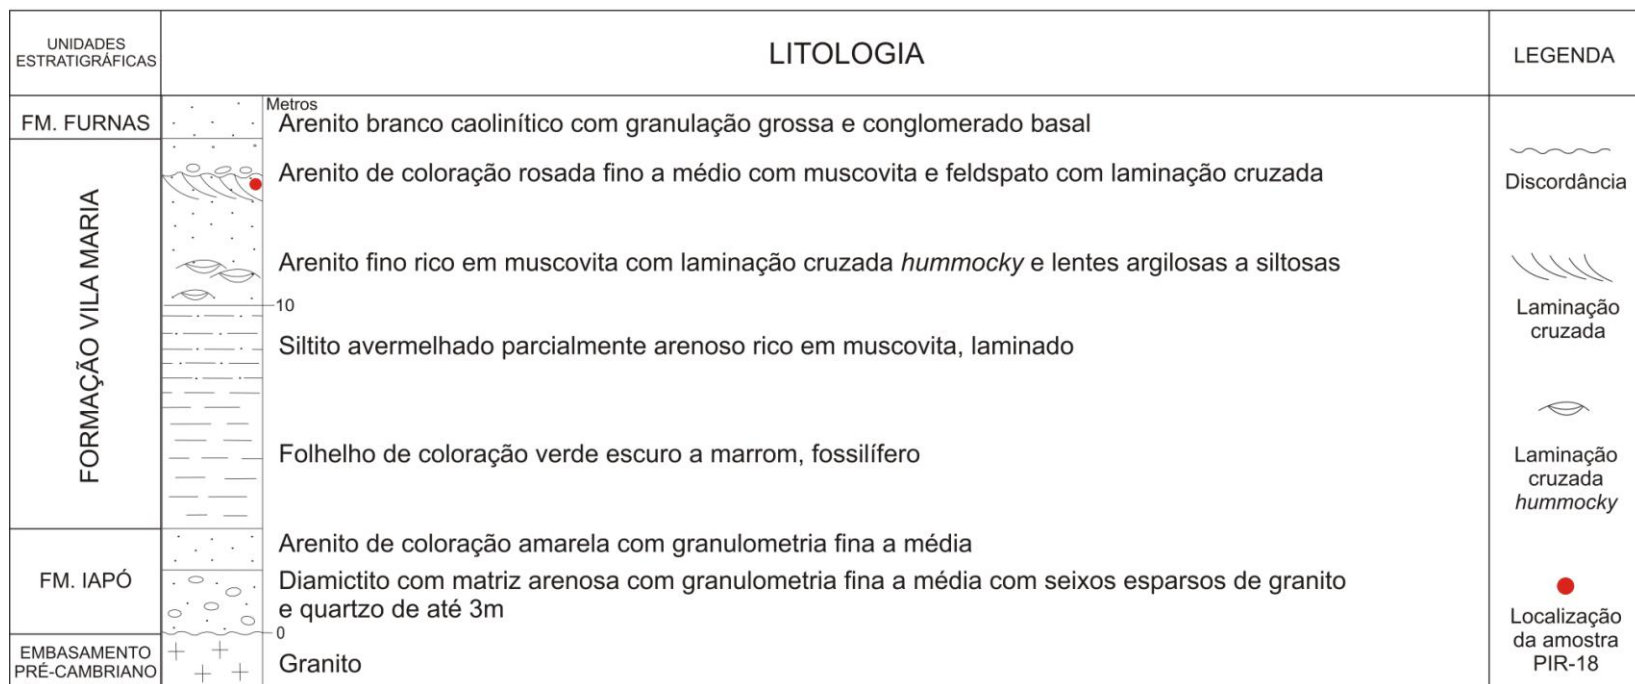 UNIDADES
ESTRATIGRÁFICAS
LITOLOGIA
LEGENDA
Metros
FM. FURNAS
Arenito branco caolinítico com granulação grossa e conglomerado basal
FORMAÇÃO VILA MARIA
Arenito de coloração rosada fino a médio com muscovita e feldspato com laminação cruzada
Arenito fino rico em muscovita com laminação cruzada hummocky e lentes argilosas a siltosas
10
Siltito avermelhado parcialmente arenoso rico em muscovita, laminado
Folhelho de coloração verde escuro a marrom, fossilífero
FM. IAPÓ
Arenito de coloração amarela com granulometria fina a média
Diamictito com matriz arenosa com granulometria fina a média com seixos esparsos de granito
e quartzo de até 3m
0
EMBASAMENTO
PRÉ-CAMBRIANO
Granito
Discordância
Laminação
cruzada
Laminação
cruzada
hummocky
Localização
da amostra
PIR-18